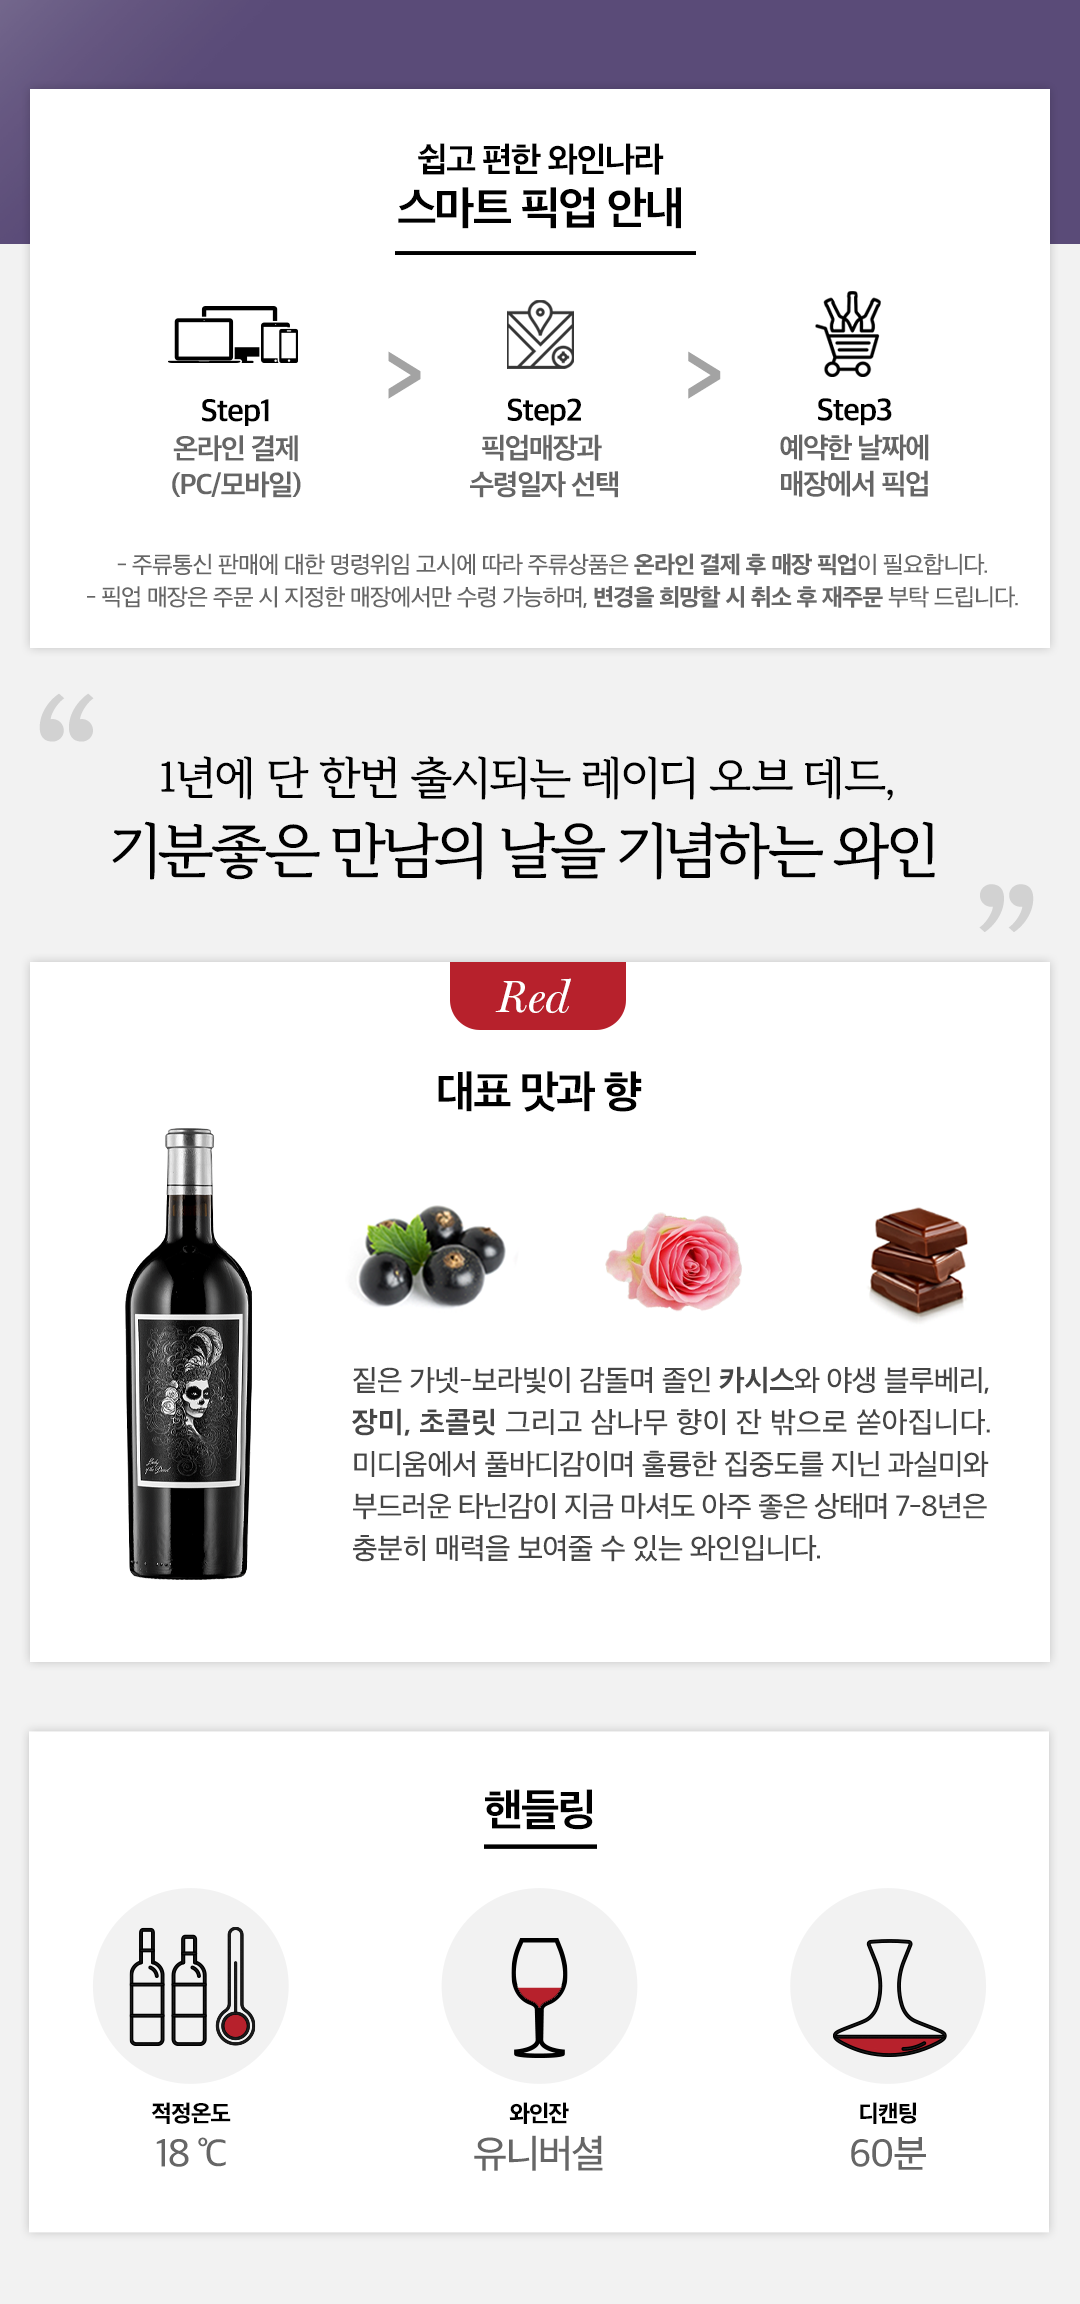 쉽고 편한 와인나라
스마트 픽업 안내
Step1
온라인 결제
(PC/모바일)
>
Step2
픽업매장과
수령일자 선택
>
Step3
예약한 날짜에
매장에서 픽업
- 주류통신 판매에 대한 명령위임 고시에 따라 주류상품은 온라인 결제 후 매장 픽업이 필요합니다.
- 픽업 매장은 주문 시 지정한 매장에서만 수령 가능하며, 변경을 희망할 시 취소 후 재주문 부탁 드립니다.
“
1년에 단 한번 출시되는 레이디 오브 데드,
기분좋은 만남의 날을 기념하는 와인
”
Red
대표 맛과 향
Lady
of the Dead
짙은 가넷-보라빛이 감돌며 졸인 카시스와 야생 블루베리,
장미, 초콜릿 그리고 삼나무 향이 잔 밖으로 쏟아집니다.
미디움에서 풀바디감이며 훌륭한 집중도를 지닌 과실미와
부드러운 타닌감이 지금 마셔도 아주 좋은 상태며 7-8년은
충분히 매력을 보여줄 수 있는 와인입니다.
핸들링
적정온도
18 ℃
와인잔
유니버셜
디캔팅
60분